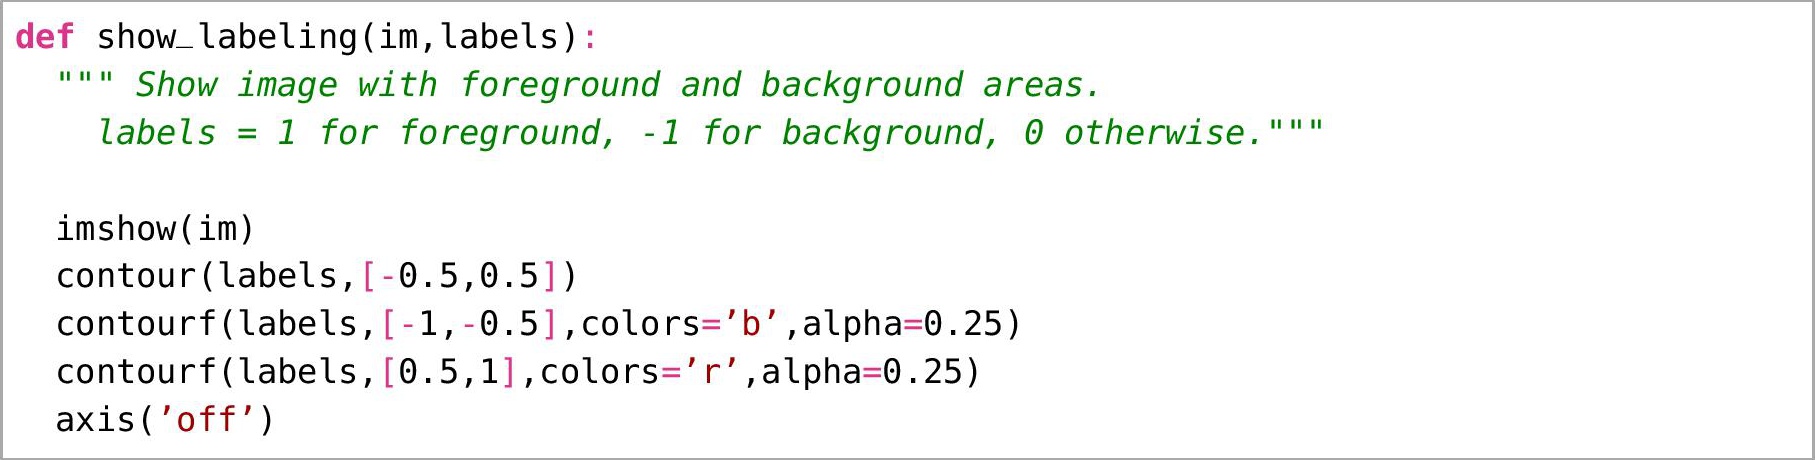 def show_labeling(im,labels):
  """ Show image with foreground and background areas.
    labels = 1 for foreground, -1 for background, 0 otherwise."""

  imshow(im)
  contour(labels,[-0.5,0.5])
  contourf(labels,[-1,-0.5],colors=’b’,alpha=0.25)
  contourf(labels,[0.5,1],colors=’r’,alpha=0.25)
  axis(’off’)